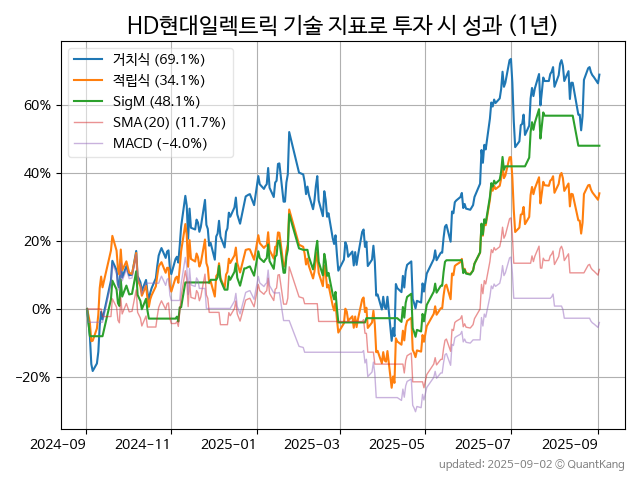 HD현대일렉트릭 기술 지표로 투자 시 성과 (1년)
거치식 (69.1%)
적립식 (34.1%)
SigM (48.1%)
SMA(20) (11.7%)
MACD (−4.0%)
60%
40%
20%
0%
−20%
2024-09 2024-11 2025-01 2025-03 2025-05 2025-07 2025-09
updated: 2025-09-02 © QuantKang